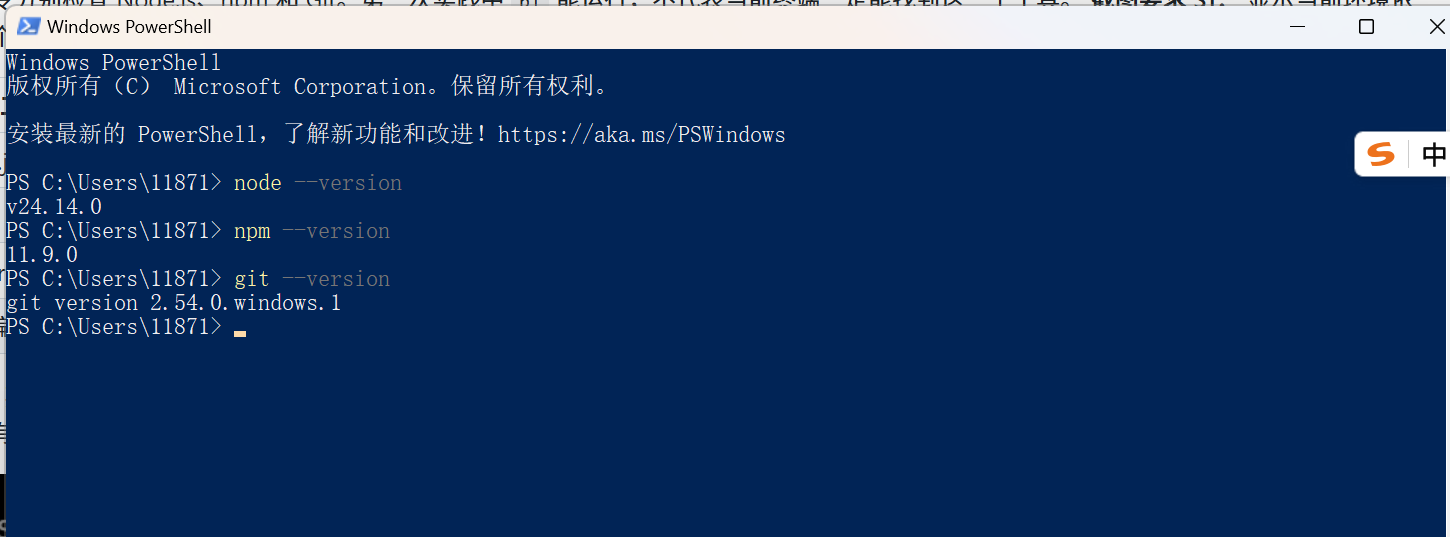 Windows PowerShell
Windows PowerShell
版权所有（C） Microsoft Corporation。保留所有权利。
安装最新的 PowerShell，了解新功能和改进！https://aka.ms/PSWindows
中
PS C:\Users\11871> node --version
v24.14.0
PS C:\Users\11871> npm --version
11.9.0
PS C:\Users\11871> git --version
git version 2.54.0.windows.1
PS C:\Users\11871>